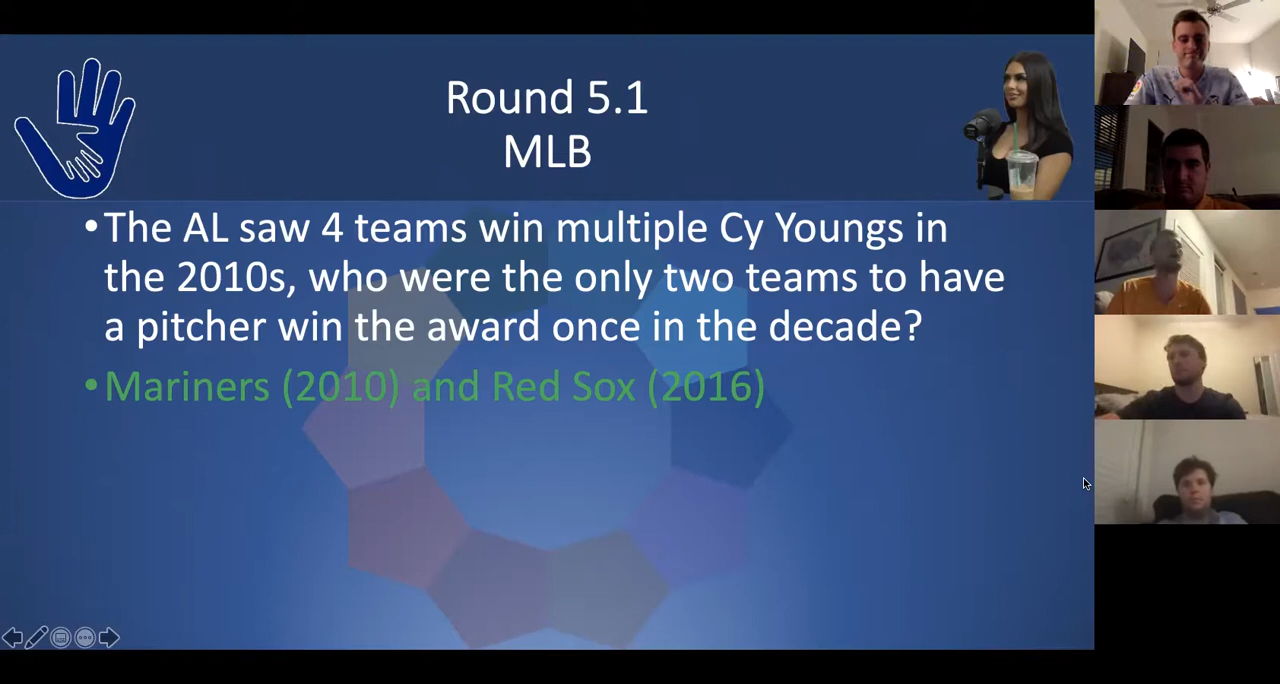 Round 5.1
MLB
•The AL saw 4 teams win multiple Cy Youngs in
the 2010s, who were the only two teams to have
a pitcher win the award once in the decade?
•Mariners (2010) and Red Sox (2016)